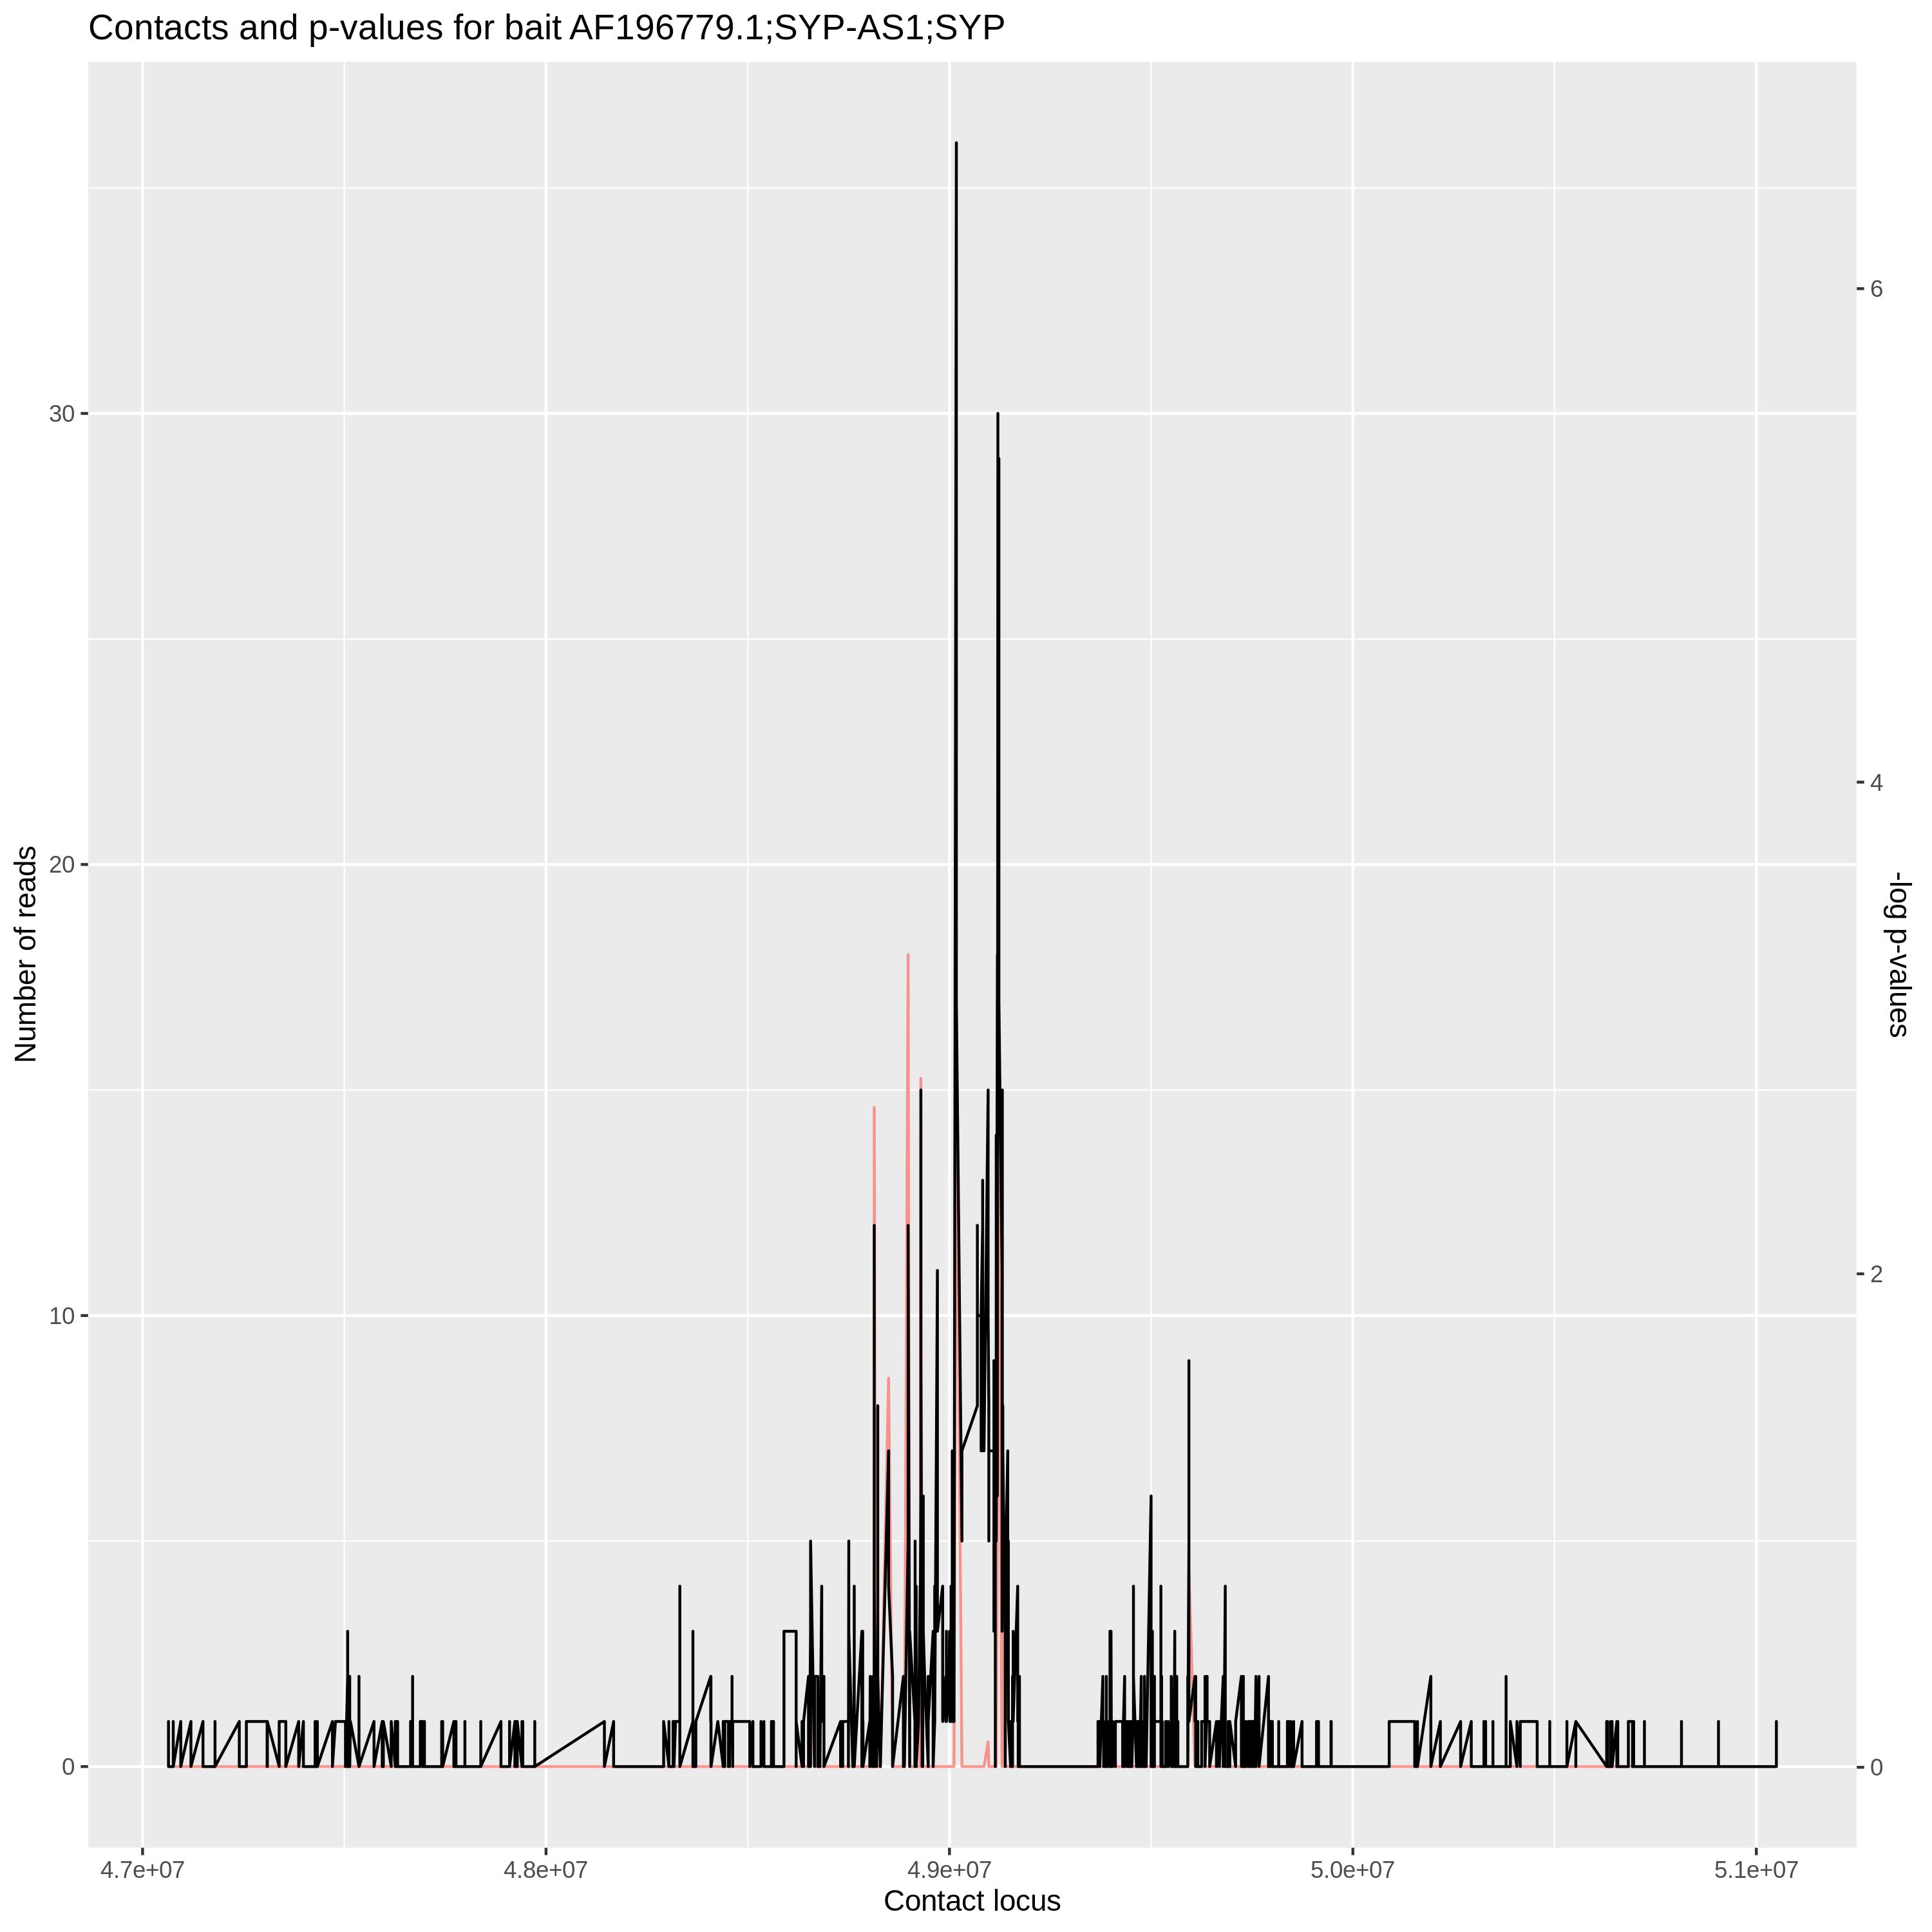 Contacts and p-values for bait AF196779.1;SYP-AS1;SYP
Number of reads
30
20
10
0
6
4
2
0
-log p-values
4.7e+07
4.8e+07
4.9e+07
5.0e+07
5.1e+07
Contact locus